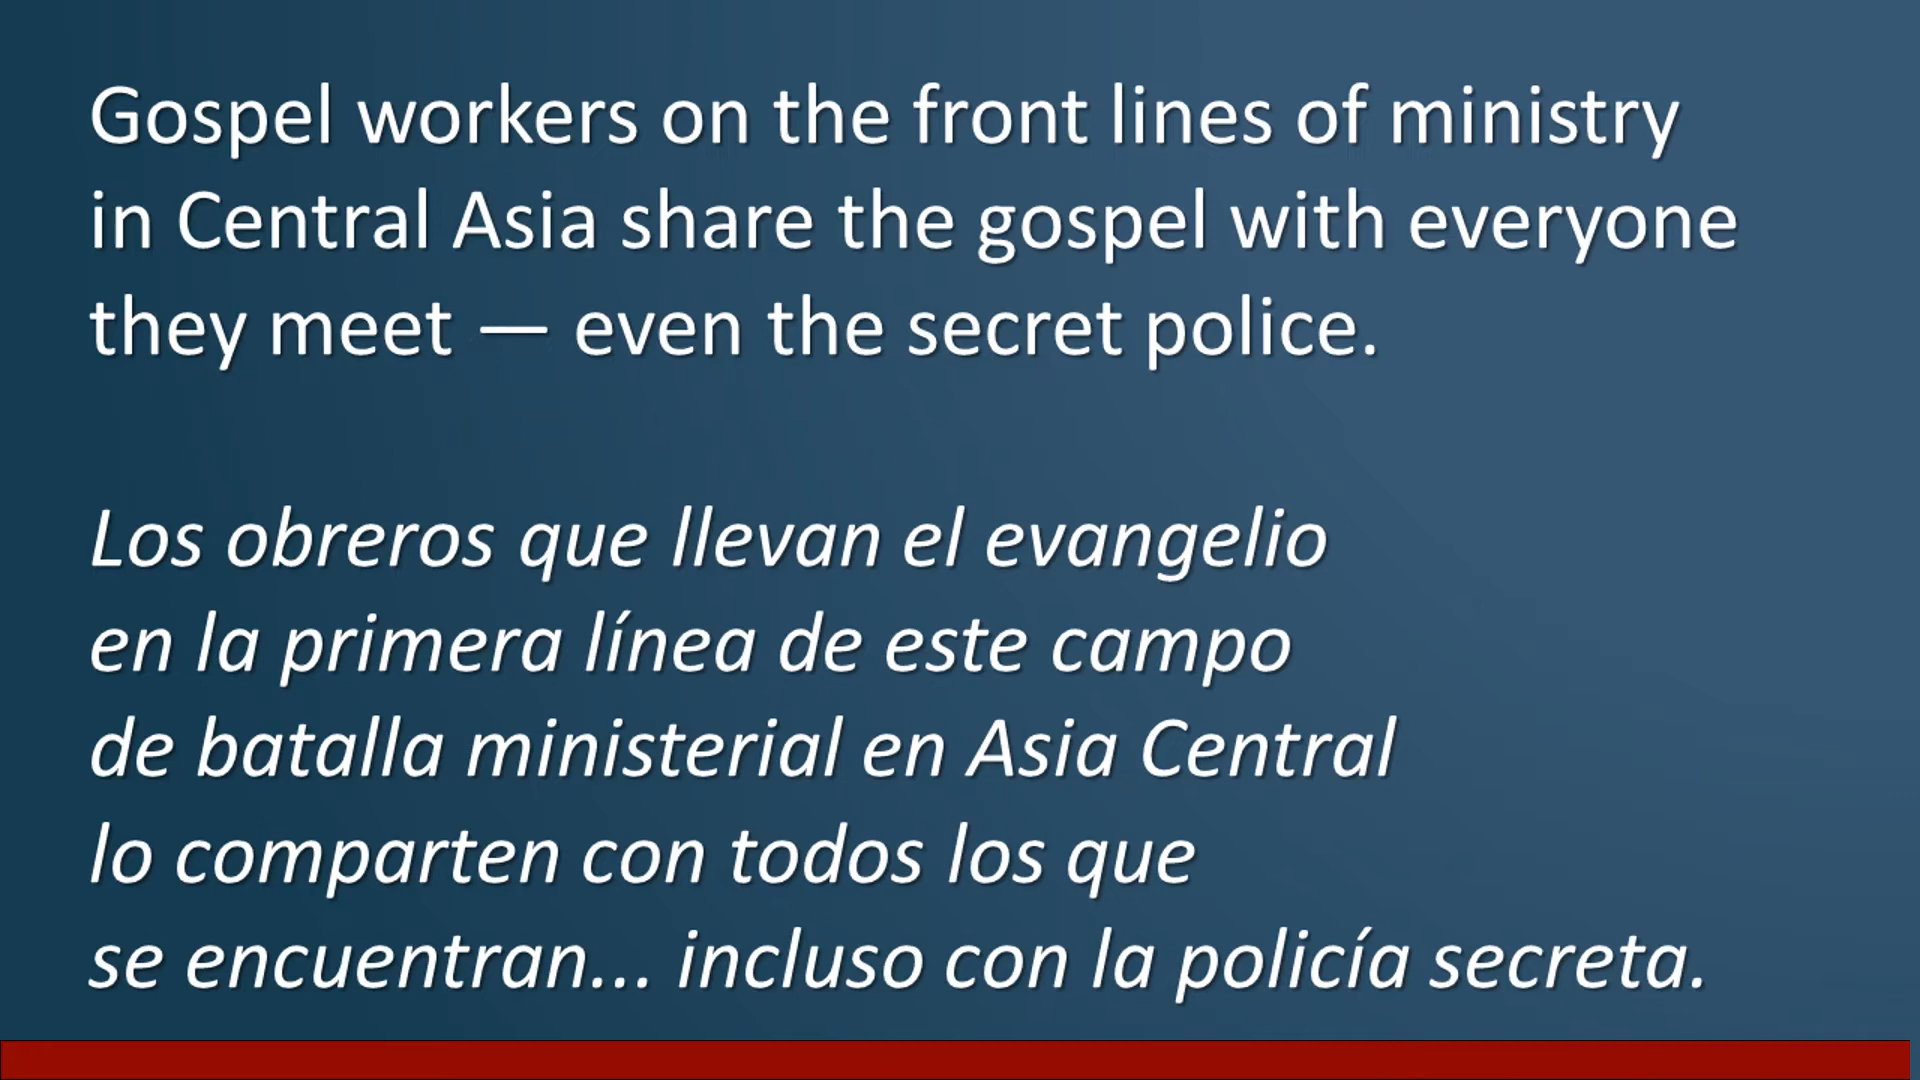 Gospel workers on the front lines of ministry
in Central Asia share the gospel with everyone
they meet — even the secret police.
Los obreros que llevan el evangelio
en la primera línea de este campo
de batalla ministerial en Asia Central
lo comparten con todos los que
se encuentran... incluso con la policía secreta.